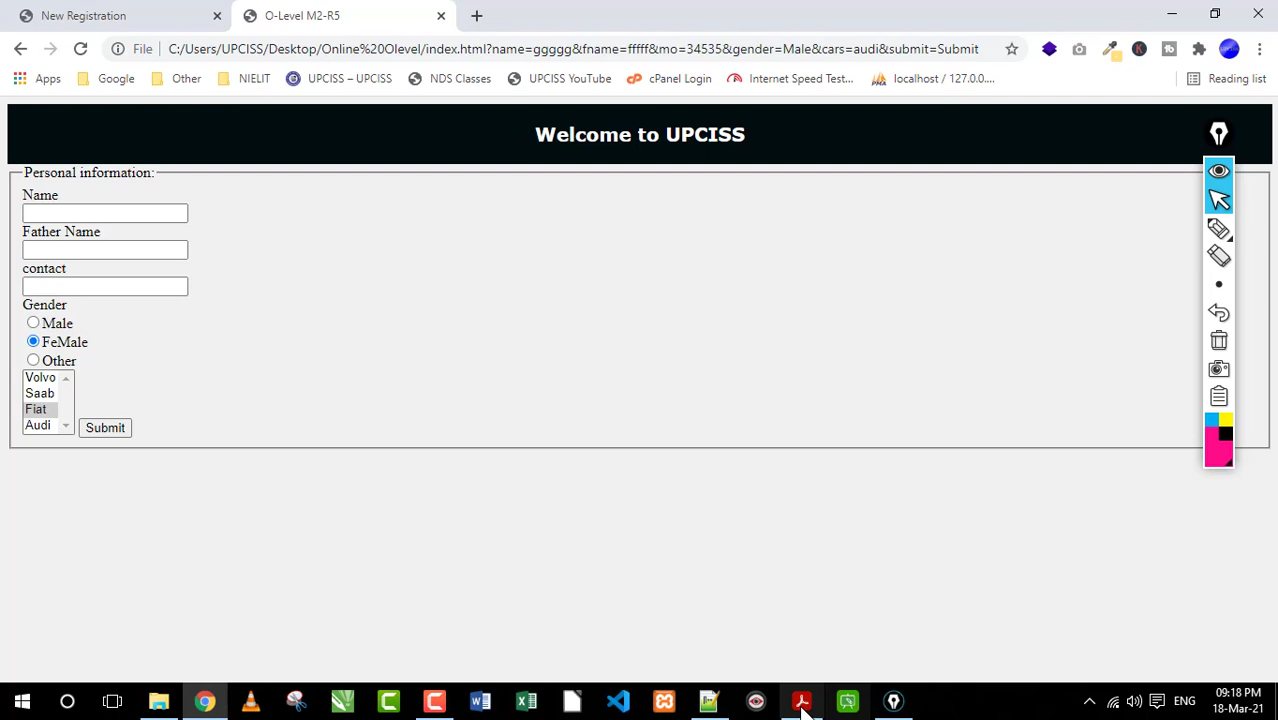 New Registration
O-Level M2-R5
File
C:/Users/UPCISS/Desktop/Online%20Olevel/index.html?name=ggggg&fname=fffff&mo=34535&gender=Male&cars=audi&submit=Submit
Apps Google Other NIELIT UPCISS – UPCISS NDS Classes UPCISS YouTube cPanel Login Internet Speed Test... localhost / 127.0.0.... Reading list
Welcome to UPCISS
Personal information:
Name
Father Name
contact
Gender
Male
FeMale
Other
Volvo
Saab
Fiat
Audi
Submit
ENG
09:18 PM
18-Mar-21